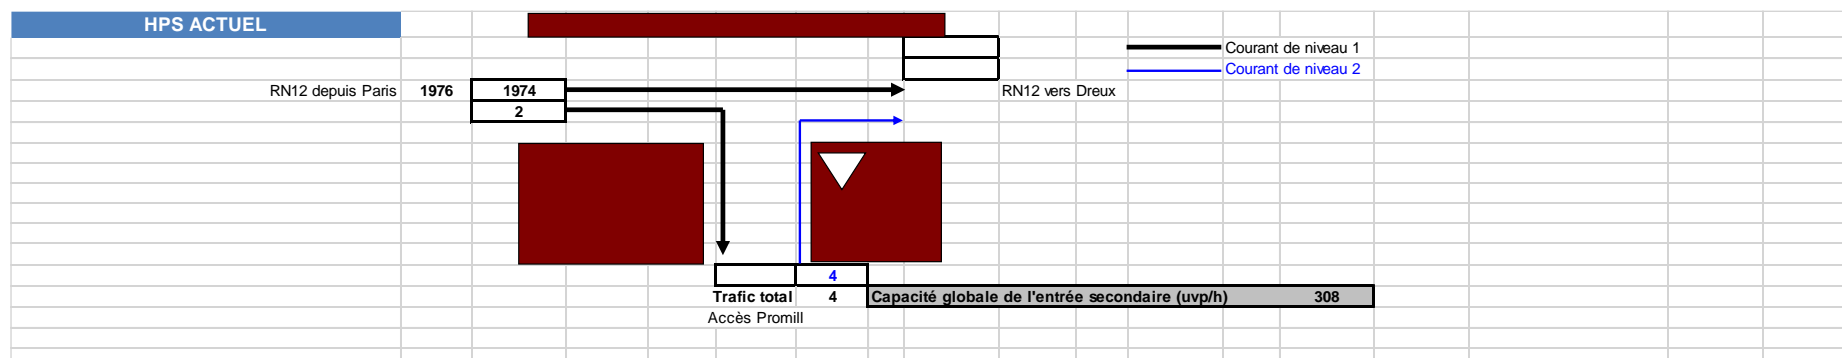 HPS ACTUEL
Courant de niveau 1
Courant de niveau 2
RN12 depuis Paris 1976 1974 RN12 vers Dreux
2
4
Trafic total 4 Capacité globale de l'entrée secondaire (uvp/h) 308
Accès Promill